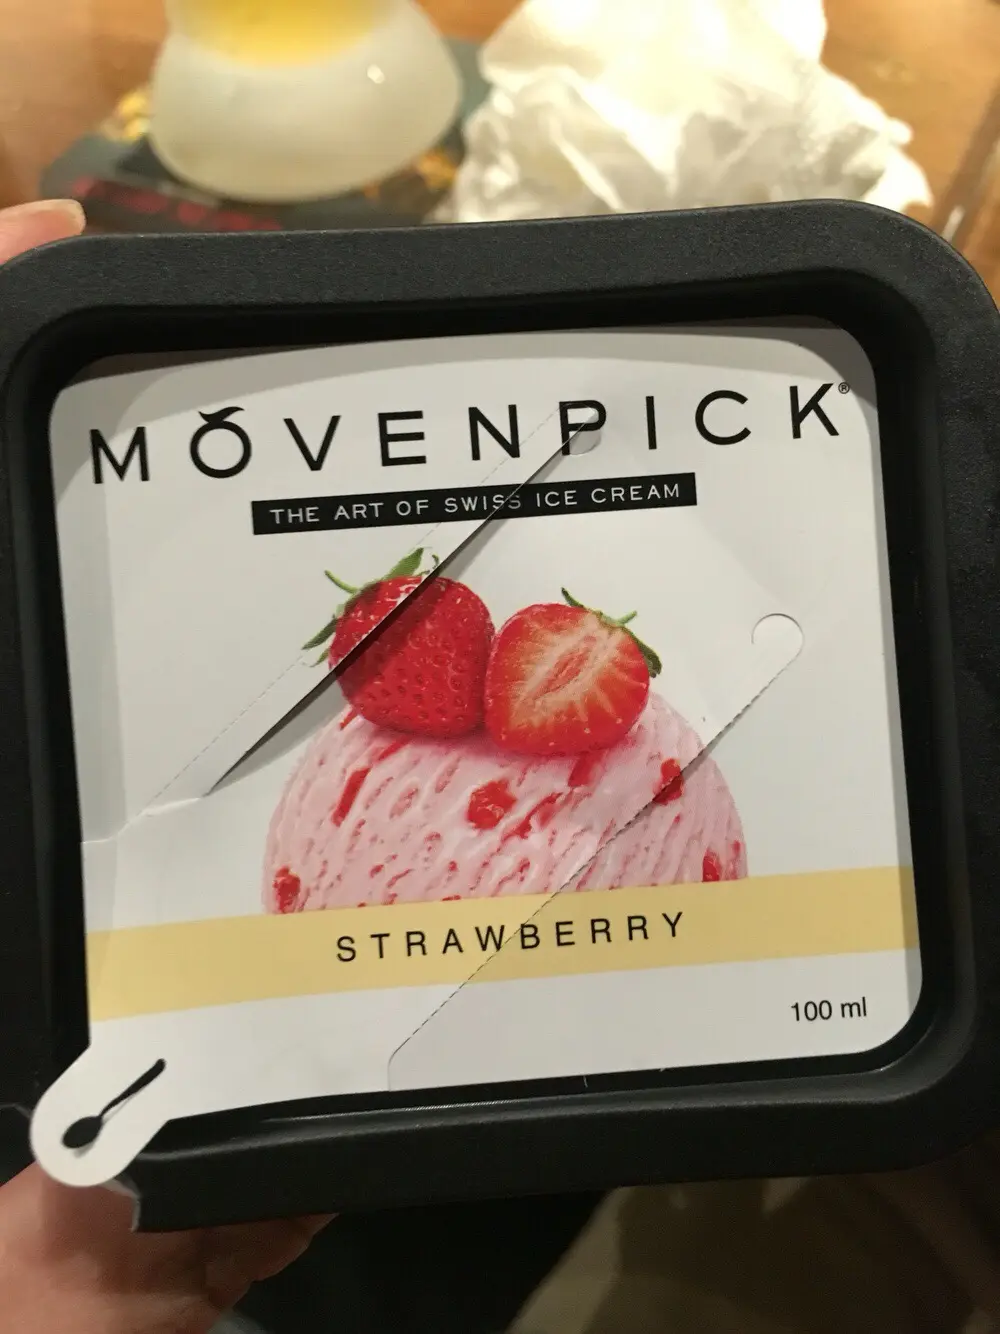 MÖVENPICK®
THE ART OF SWISS ICE CREAM
STRAWBERRY
100 ml